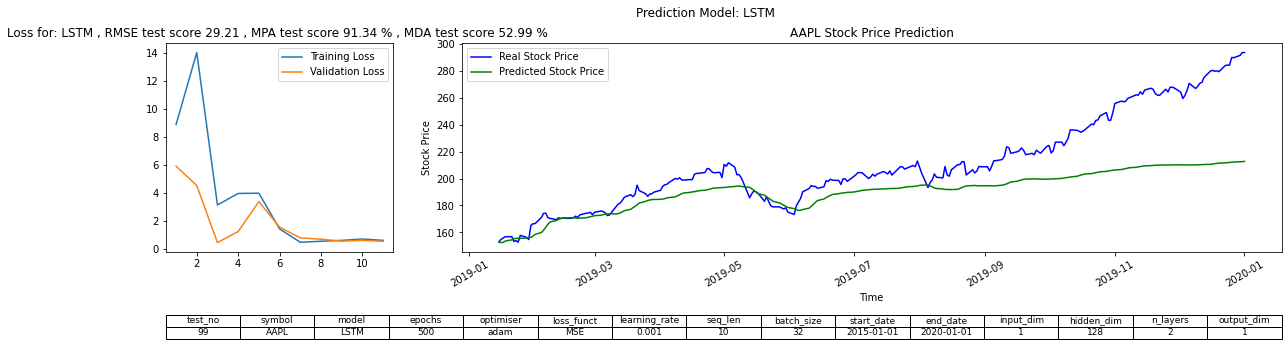 Prediction Model: LSTM
Loss for: LSTM , RMSE test score 29.21 , MPA test score 91.34 % , MDA test score 52.99 %
AAPL Stock Price Prediction
Training Loss
Validation Loss
14
12
10
8
6
4
2
0
2 4 6 8 10
Real Stock Price
Predicted Stock Price
Stock Price
300
280
260
240
220
200
180
160
2019-01 2019-03 2019-05 2019-07 2019-09 2019-11 2020-01
Time
test_no symbol model epochs optimiser loss_funct learning_rate seq_len batch_size start_date end_date input_dim hidden_dim n_layers output_dim
99 AAPL LSTM 500 adam MSE 0.001 10 32 2015-01-01 2020-01-01 1 128 2 1